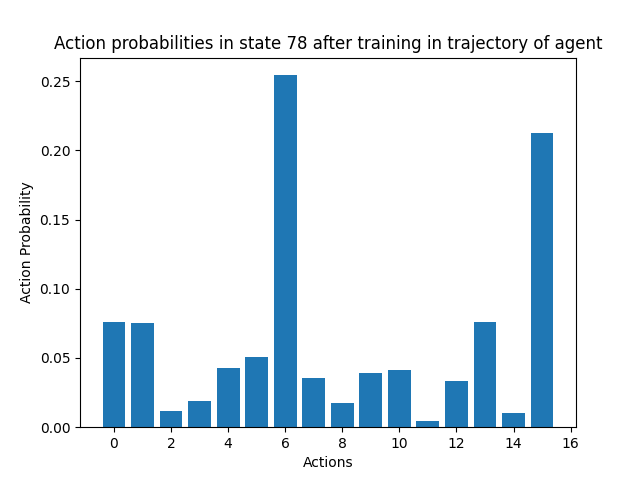 Action probabilities in state 78 after training in trajectory of agent
0.25
0.20
0.15
0.10
0.05
0.00
Action Probability
0 2 4 6 8 10 12 14 16
Actions